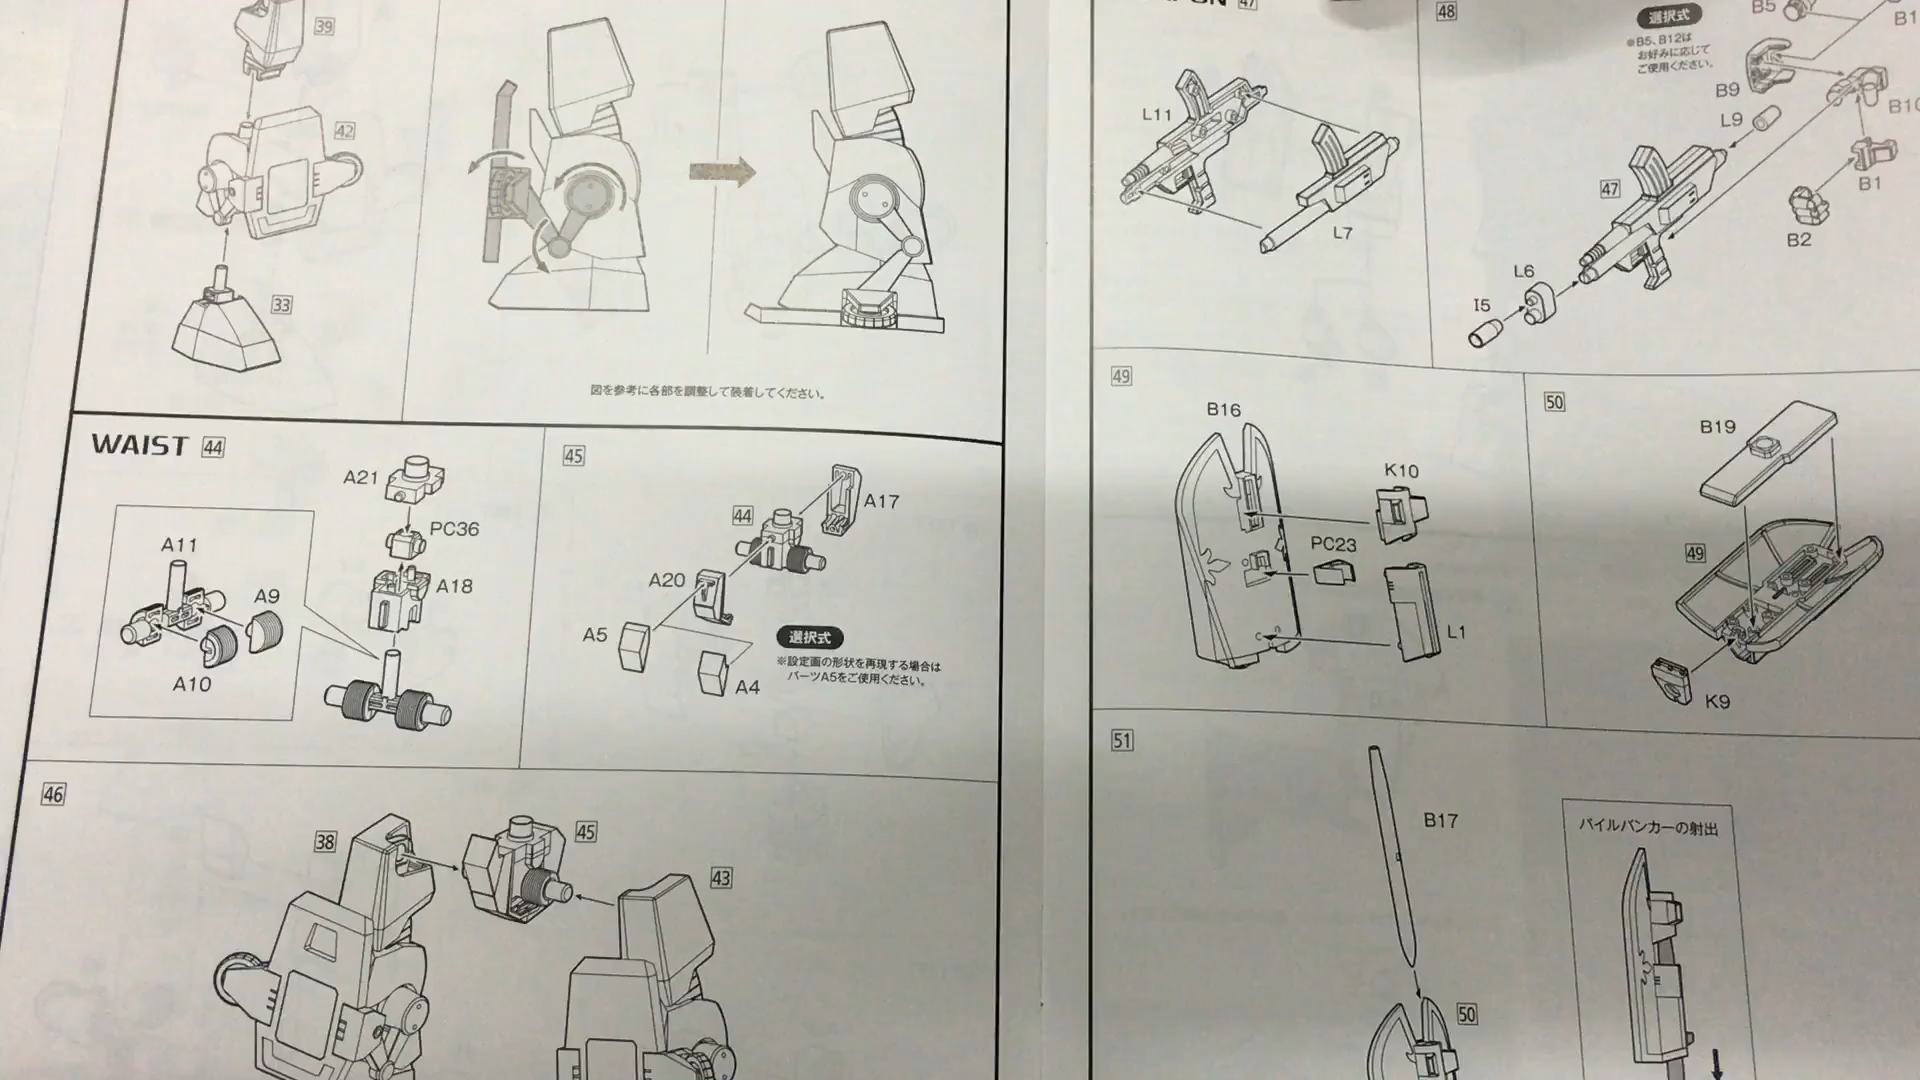 39
42
33
図を参考に各部を調整して装着してください。
WAIST 44
A21
PC36
A18
A11
A9
A10
45
A17
44
A20
A5
A4
選択式
※設定画の形状を再現する場合は
パーツA5をご使用ください。
46
38
45
43
47
L11
L7
48
選択式
※B5、B12は
お好みに応じて
ご使用ください。
B5
B9
B10
L9
B1
B2
47
L6
I5
49
B16
K10
PC23
L1
50
B19
49
K9
51
B17
50
パイルバンカーの射出